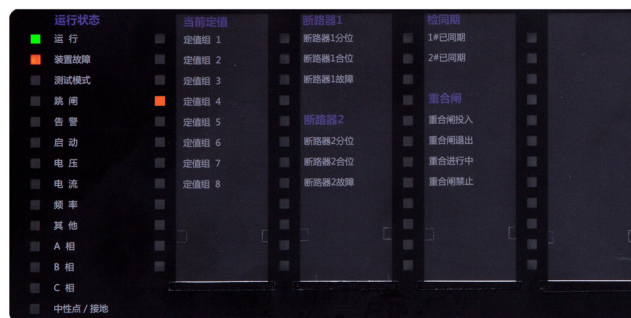 运行状态
运 行
装置故障
测试模式
跳 闸
告 警
启 动
电 压
电 流
频 率
其 他
A 相
B 相
C 相
中性点 / 接地
当前定值
定值组 1
定值组 2
定值组 3
定值组 4
定值组 5
定值组 6
定值组 7
定值组 8
断路器1
断路器1分位
断路器1合位
断路器1故障
断路器2
断路器2分位
断路器2合位
断路器2故障
检同期
1#已同期
2#已同期
重合闸
重合闸投入
重合闸退出
重合进行中
重合闸禁止